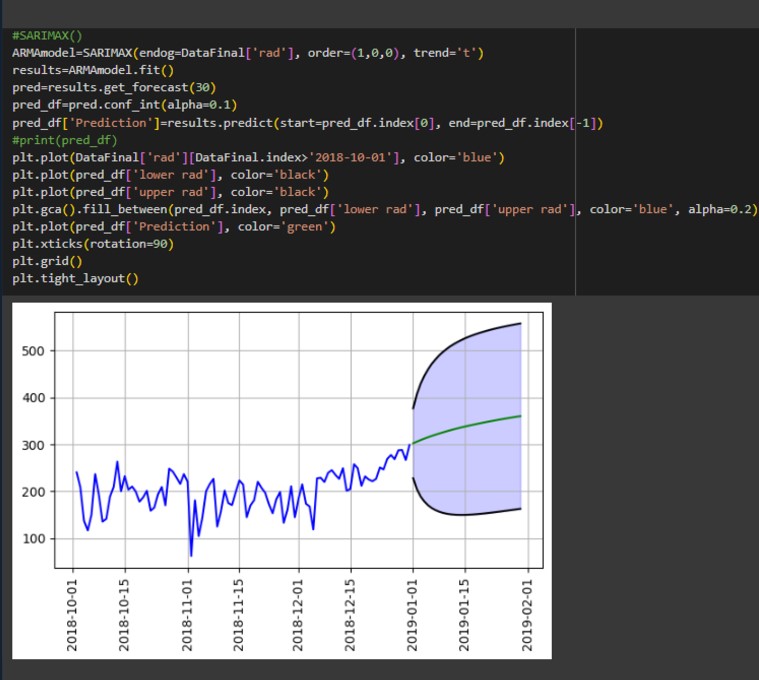 #SARIMAX()
ARMAmodel=SARIMAX(endog=DataFinal['rad'], order=(1,0,0), trend='t')
results=ARMAmodel.fit()
pred=results.get_forecast(30)
pred_df=pred.conf_int(alpha=0.1)
pred_df['Prediction']=results.predict(start=pred_df.index[0], end=pred_df.index[-1])
#print(pred_df)
plt.plot(DataFinal['rad'][DataFinal.index>'2018-10-01'], color='blue')
plt.plot(pred_df['lower rad'], color='black')
plt.plot(pred_df['upper rad'], color='black')
plt.gca().fill_between(pred_df.index, pred_df['lower rad'], pred_df['upper rad'], color='blue', alpha=0.2)
plt.plot(pred_df['Prediction'], color='green')
plt.xticks(rotation=90)
plt.grid()
plt.tight_layout()
500
400
300
200
100
2018-10-01
2018-10-15
2018-11-01
2018-11-15
2018-12-01
2018-12-15
2019-01-01
2019-01-15
2019-02-01